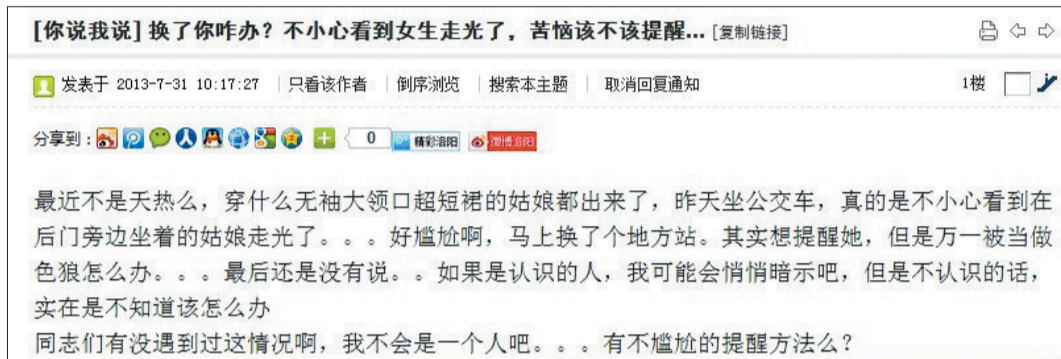 [你说我说] 换了你咋办？不小心看到女生走光了，苦恼该不该提醒... [复制链接]
发表于 2013-7-31 10:17:27 | 只看该作者 | 倒序浏览 | 搜索本主题 | 取消回复通知 1楼
分享到： 0 精彩洛阳 微博洛阳
最近不是天热么，穿什么无袖大领口超短裙的姑娘都出来了，昨天坐公交车，真的是不小心看到在
后门旁边坐着的姑娘走光了。。。好尴尬啊，马上换了个地方站。其实想提醒她，但是万一被当做
色狼怎么办。。。最后还是没有说。。如果是认识的人，我可能会悄悄暗示吧，但是不认识的话，
实在是不知道该怎么办
同志们有没遇到过这情况啊，我不会是一个人吧。。。有不尴尬的提醒方法么？